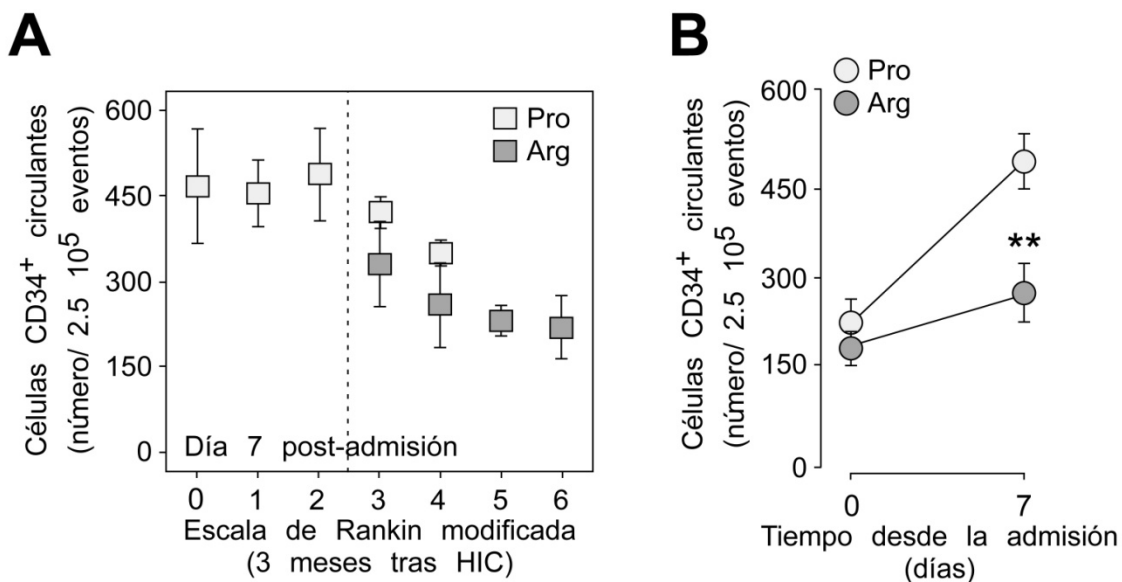 A
Células CD34+ circulantes
(número/ 2.5 10⁵ eventos)
600
450
300
150
0
Pro
Arg
Día 7 post-admisión
0 1 2 3 4 5 6
Escala de Rankin modificada
(3 meses tras HIC)
B
Pro
Arg
Células CD34+ circulantes
(número/ 2.5 10⁵ eventos)
600
450
300
150
0
**
0 7
Tiempo desde la admisión
(días)